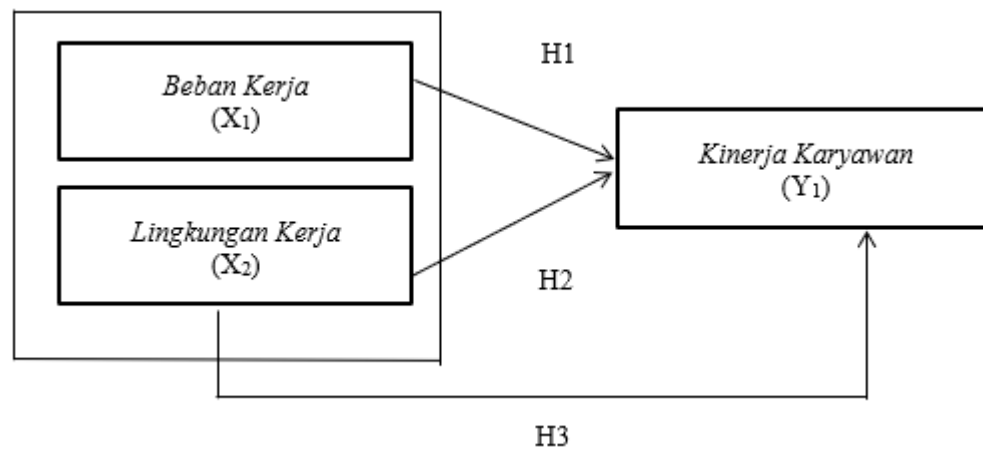 Beban Kerja
(X₁)
H1
Kinerja Karyawan
(Y₁)
Lingkungan Kerja
(X₂)
H2
H3